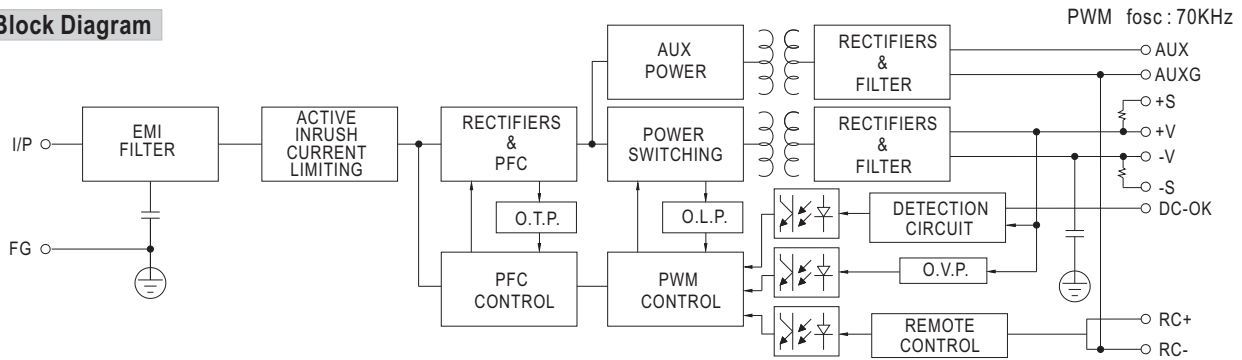 Block Diagram
PWM fosc : 70KHz
AUX
POWER
RECTIFIERS
&
FILTER
AUX
AUXG
I/P
EMI
FILTER
ACTIVE
INRUSH
CURRENT
LIMITING
RECTIFIERS
&
PFC
POWER
SWITCHING
RECTIFIERS
&
FILTER
+S
+V
-V
-S
O.T.P.
O.L.P.
DETECTION
CIRCUIT
DC-OK
FG
PFC
CONTROL
PWM
CONTROL
O.V.P.
REMOTE
CONTROL
RC+
RC-